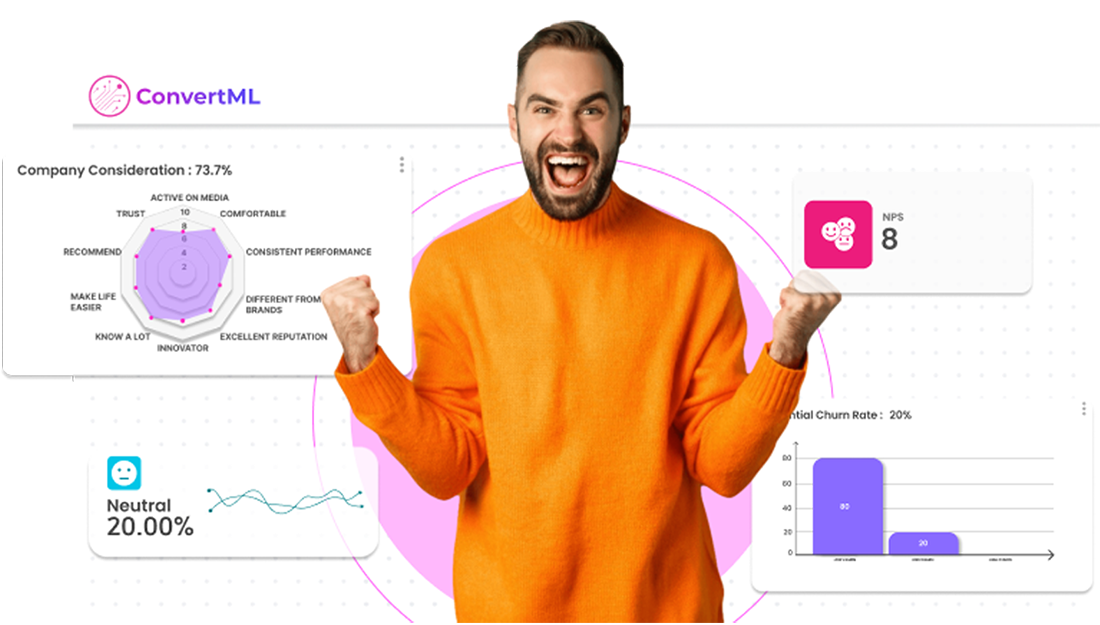 ConvertML
Company Consideration : 73.7%
ACTIVE ON MEDIA
TRUST
COMFORTABLE
10
8
6
4
2
RECOMMEND
CONSISTENT PERFORMANCE
MAKE LIFE
EASIER
DIFFERENT FROM
BRANDS
KNOW A LOT
EXCELLENT REPUTATION
INNOVATOR
NPS
8
Neutral
20.00%
ntial Churn Rate : 20%
80
60
40
20
0
80
20